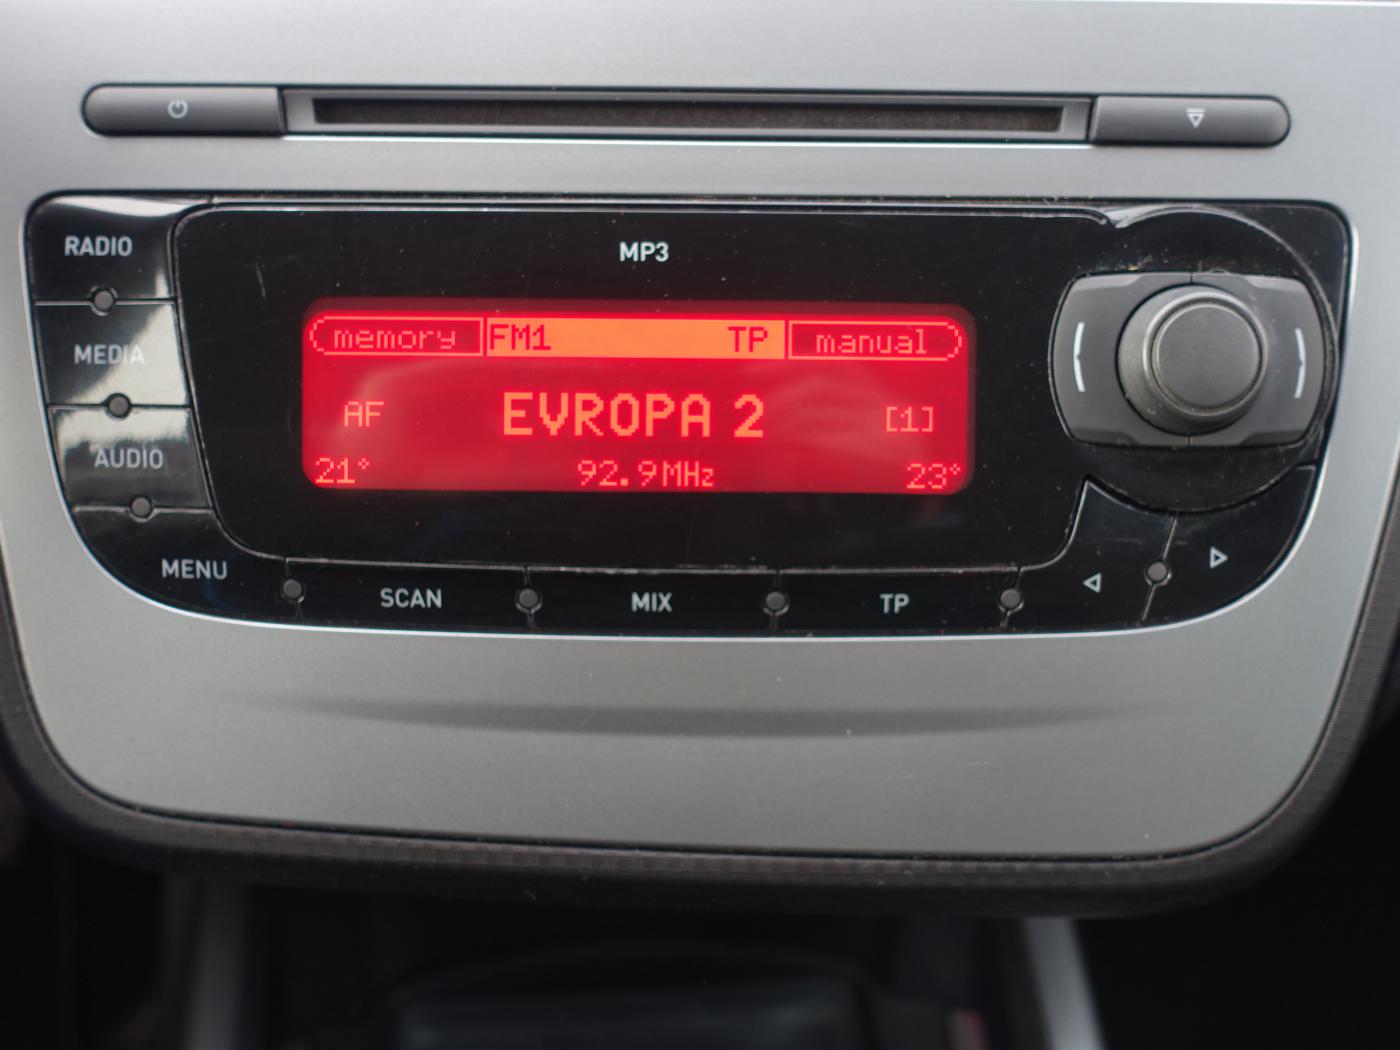 MP3
RADIO
MEDIA
AUDIO
MENU
memory FM1 TP manual
AF EVROPA 2 [1]
21° 92.9MHz 23°
SCAN MIX TP